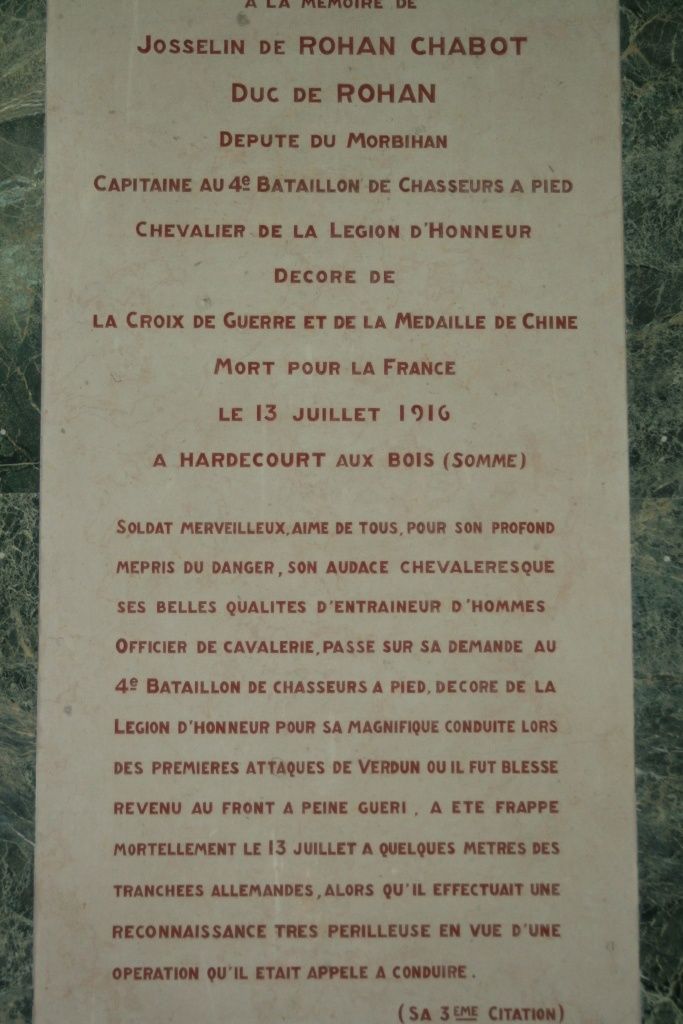 A LA MEMOIRE DE
JOSSELIN DE ROHAN CHABOT
DUC DE ROHAN
DEPUTE DU MORBIHAN
CAPITAINE AU 4e BATAILLON DE CHASSEURS A PIED
CHEVALIER DE LA LEGION D'HONNEUR
DECORE DE
LA CROIX DE GUERRE ET DE LA MEDAILLE DE CHINE
MORT POUR LA FRANCE
LE 13 JUILLET 1916
A HARDECOURT AUX BOIS (SOMME)
SOLDAT MERVEILLEUX, AIME DE TOUS, POUR SON PROFOND
MEPRIS DU DANGER, SON AUDACE CHEVALERESQUE
SES BELLES QUALITES D'ENTRAINEUR D'HOMMES
OFFICIER DE CAVALERIE, PASSE SUR SA DEMANDE AU
4e BATAILLON DE CHASSEURS A PIED, DECORE DE LA
LEGION D'HONNEUR POUR SA MAGNIFIQUE CONDUITE LORS
DES PREMIERES ATTAQUES DE VERDUN OU IL FUT BLESSE
REVENU AU FRONT A PEINE GUERI, A ETE FRAPPE
MORTELLEMENT LE 13 JUILLET A QUELQUES METRES DES
TRANCHEES ALLEMANDES, ALORS QU'IL EFFECTUAIT UNE
RECONNAISSANCE TRES PERILLEUSE EN VUE D'UNE
OPERATION QU'IL ETAIT APPELE A CONDUIRE.
(SA 3EME CITATION)